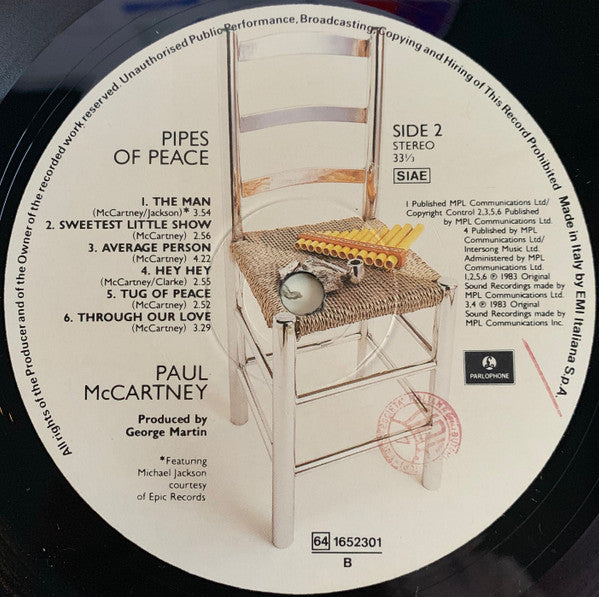 All rights of the Producer and of the Owner of the recorded work reserved. Unauthorised Public Performance, Broadcasting, Copying and Hiring of This Record Prohibited Made in Italy by EMI Italiana S.p.A.
PIPES
OF PEACE
1. THE MAN
(McCartney/Jackson)* 3.54
2. SWEETEST LITTLE SHOW
(McCartney) 2.56
3. AVERAGE PERSON
(McCartney) 4.22
4. HEY HEY
(McCartney/Clarke) 2.55
5. TUG OF PEACE
(McCartney) 2.52
6. THROUGH OUR LOVE
(McCartney) 3.29
PAUL
McCARTNEY
Produced by
George Martin
*Featuring
Michael Jackson
courtesy
of Epic Records
SIDE 2
STEREO
33⅓
SIAE
1 Published MPL Communications Ltd/
Copyright Control 2,3,5,6 Published
by MPL Communications Ltd.
4 Published by MPL
Communications Ltd/
Intersong Music Ltd.
Administered by MPL
Communications Ltd.
1,2,5,6 ℗ 1983 Original
Sound Recordings made by
MPL Communications Ltd.
3,4 ℗ 1983 Original
Sound Recordings made by
MPL Communications Inc.
PARLOPHONE
64 1652301
B